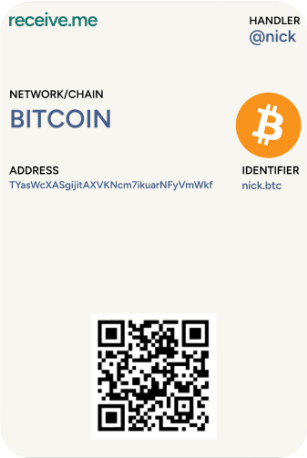 receive.me
HANDLER
@nick
NETWORK/CHAIN
BITCOIN
ADDRESS
TYasWcXASgijitAXVKNcm7ikuarNFyVmWkf
IDENTIFIER
nick.btc